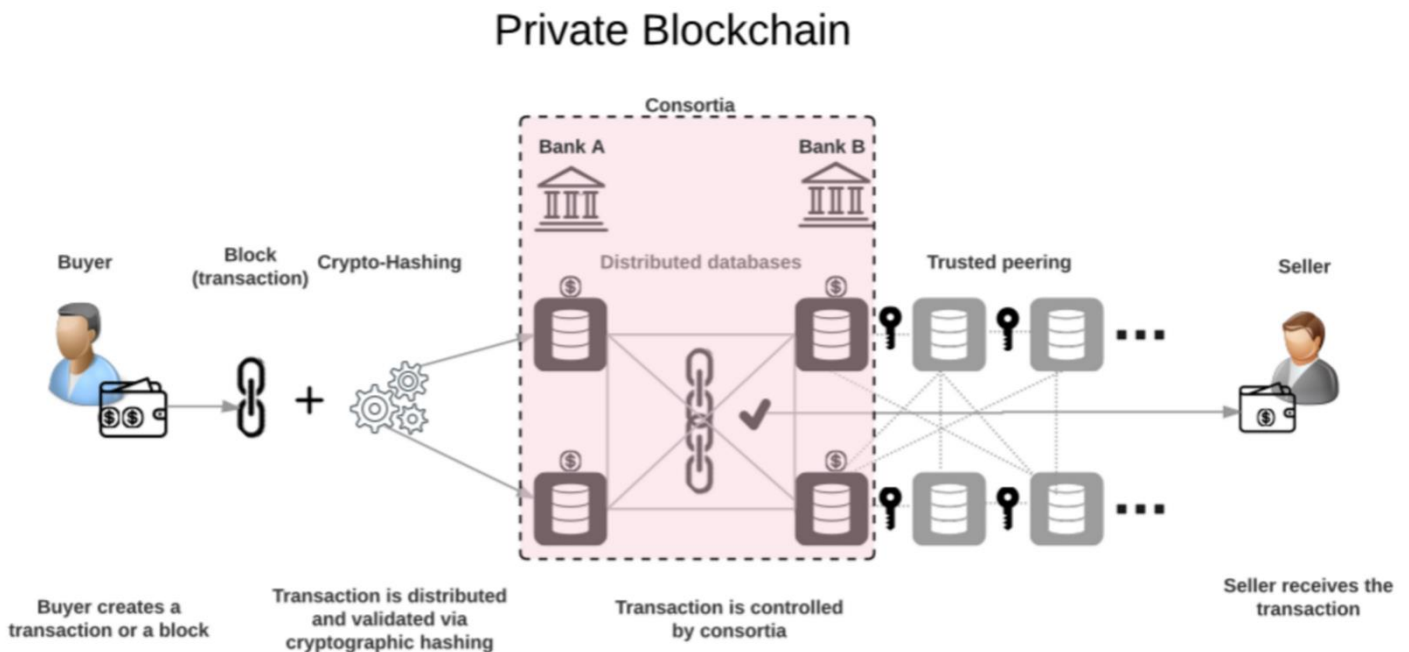 Private Blockchain
Consortia
Bank A
Bank B
Buyer
Block
(transaction)
Crypto-Hashing
Distributed databases
Trusted peering
Seller
Buyer creates a
transaction or a block
Transaction is distributed
and validated via
cryptographic hashing
Transaction is controlled
by consortia
Seller receives the
transaction